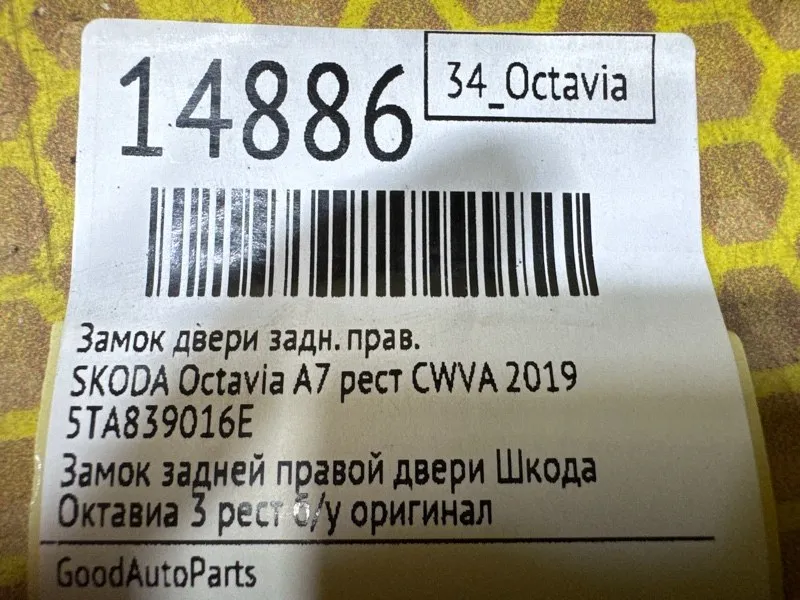 14886
34_Octavia
Замок двери задн. прав.
SKODA Octavia A7 рест CWVA 2019
5TA839016E
Замок задней правой двери Шкода
Октавиа 3 рест б/у оригинал
GoodAutoParts